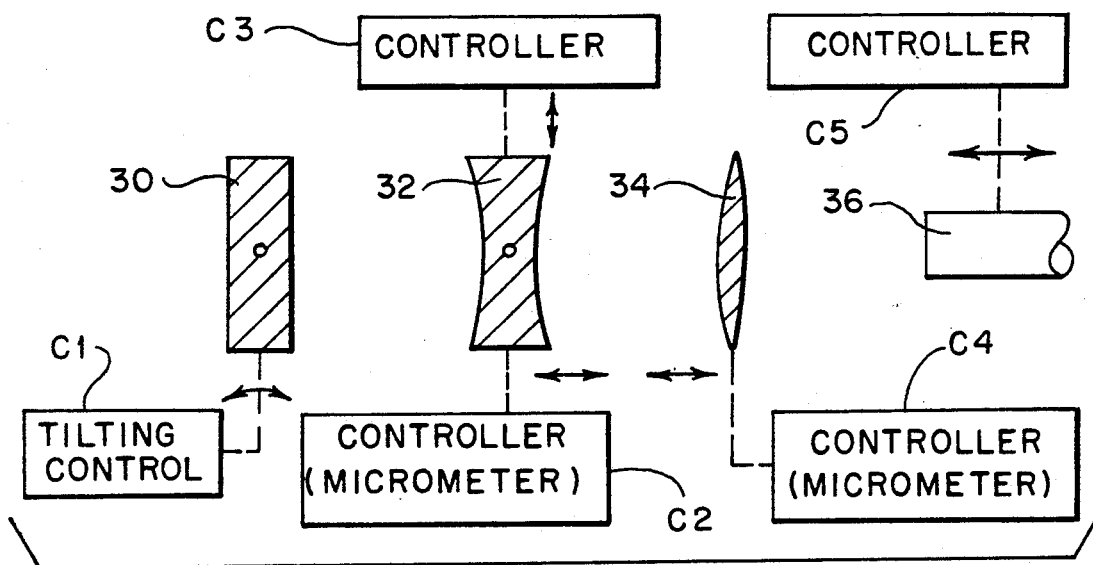 C3
CONTROLLER
CONTROLLER
C5
30
32
34
36
C1
C4
TILTING
CONTROL
CONTROLLER
(MICROMETER)
C2
CONTROLLER
(MICROMETER)